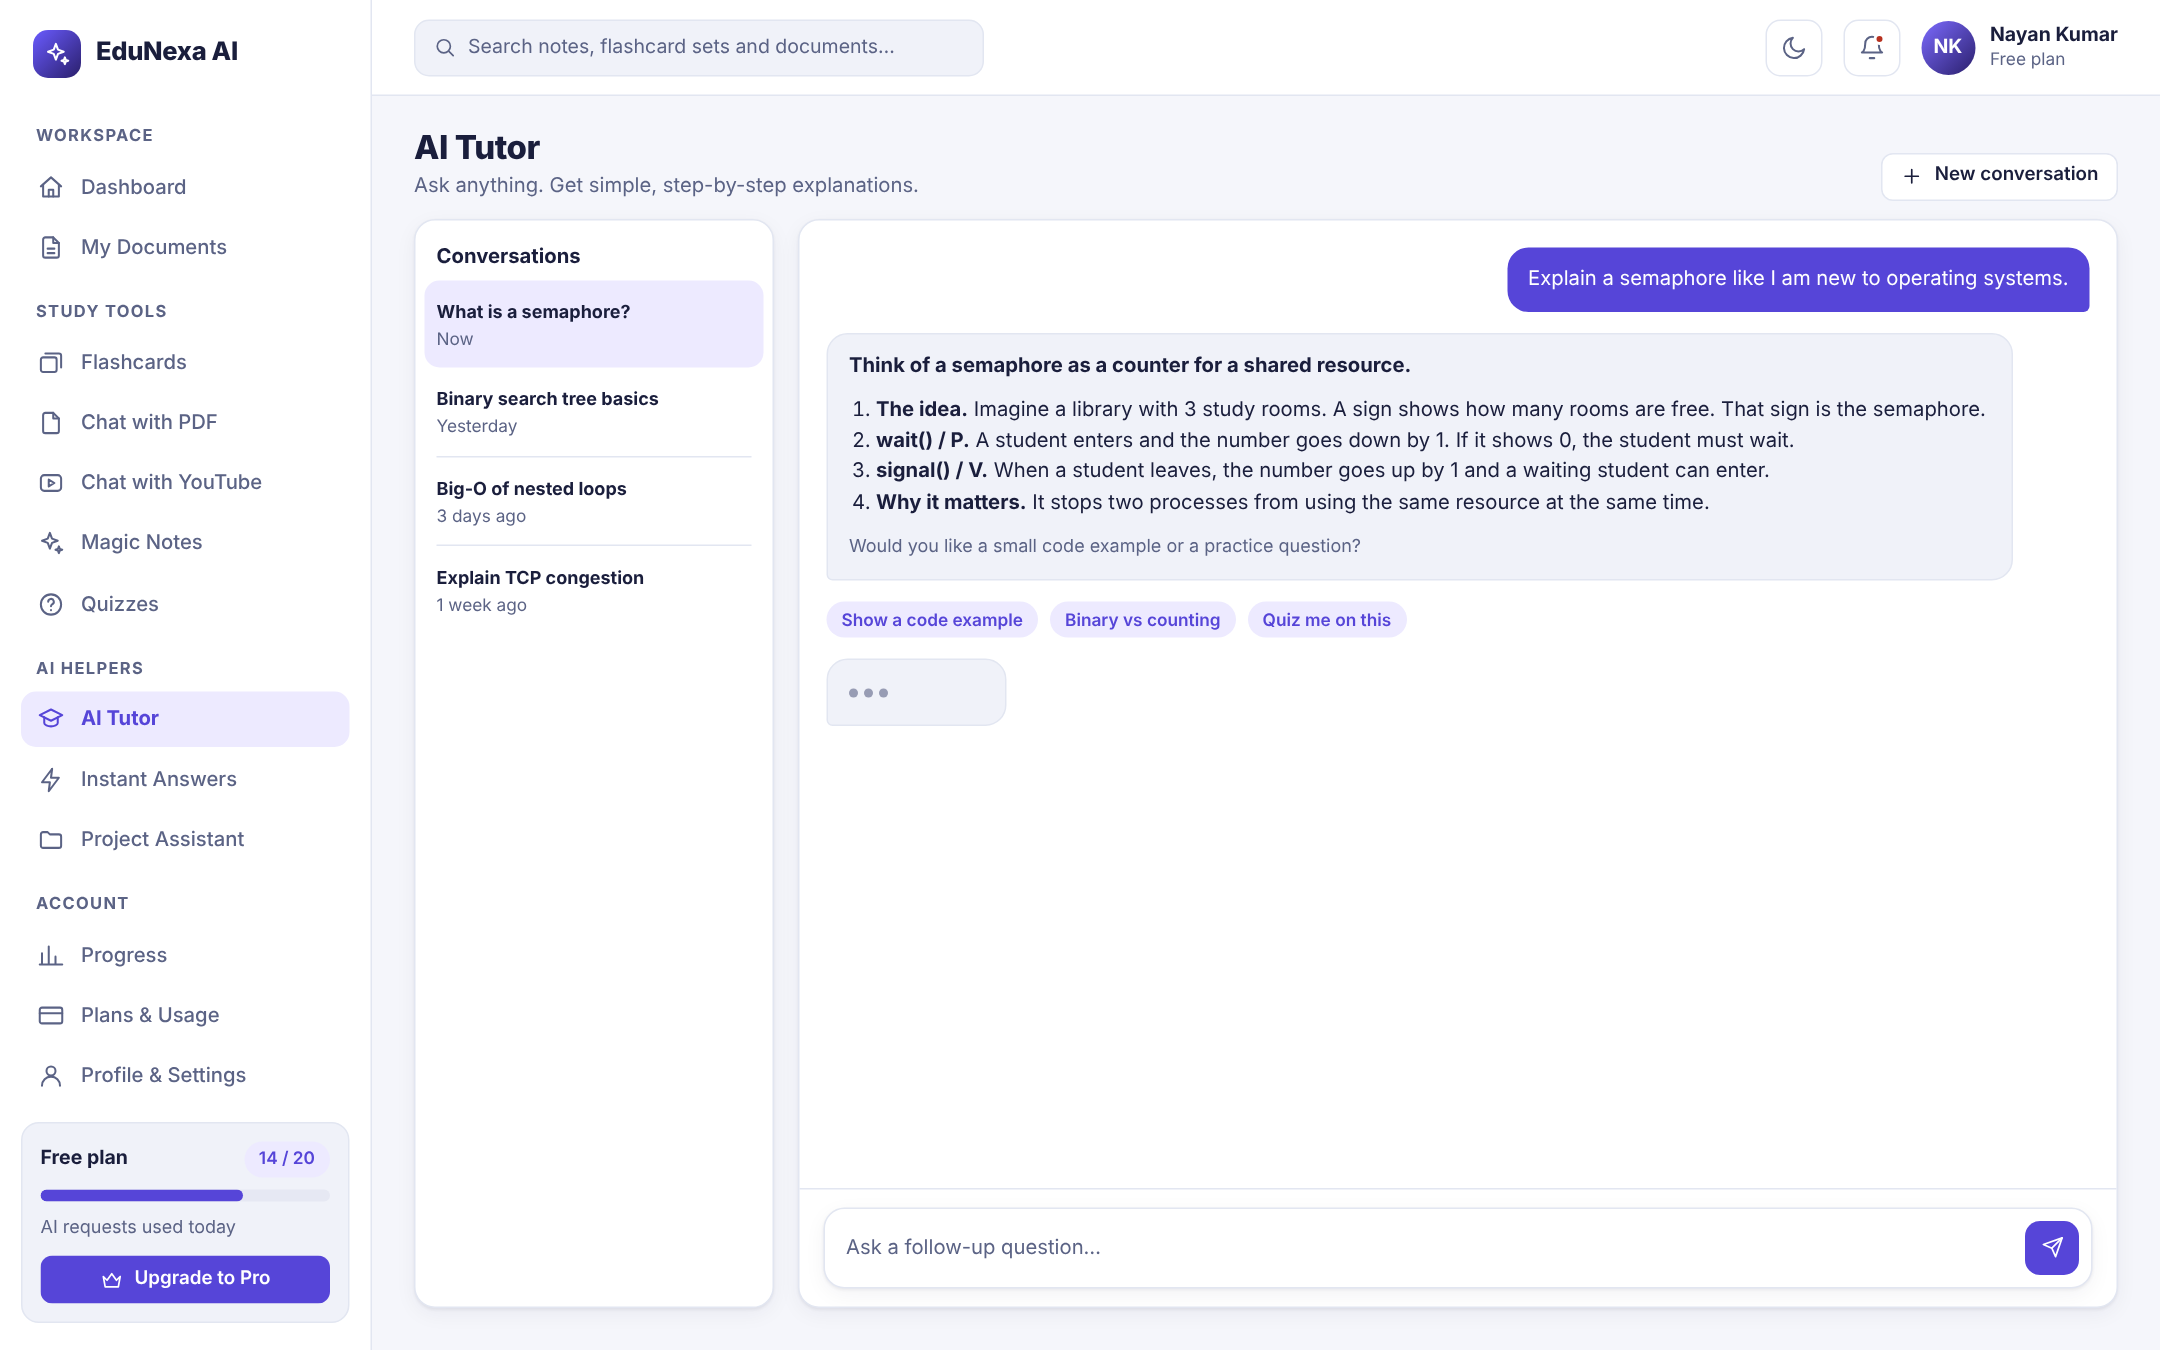 EduNexa AI
WORKSPACE
Dashboard
My Documents
STUDY TOOLS
Flashcards
Chat with PDF
Chat with YouTube
Magic Notes
Quizzes
AI HELPERS
AI Tutor
Instant Answers
Project Assistant
ACCOUNT
Progress
Plans & Usage
Profile & Settings
Free plan
14 / 20
AI requests used today
Upgrade to Pro
Search notes, flashcard sets and documents...
NK
Nayan Kumar
Free plan
AI Tutor
Ask anything. Get simple, step-by-step explanations.
New conversation
Conversations
What is a semaphore?
Now
Binary search tree basics
Yesterday
Big-O of nested loops
3 days ago
Explain TCP congestion
1 week ago
Explain a semaphore like I am new to operating systems.
Think of a semaphore as a counter for a shared resource.
1. The idea. Imagine a library with 3 study rooms. A sign shows how many rooms are free. That sign is the semaphore.
2. wait() / P. A student enters and the number goes down by 1. If it shows 0, the student must wait.
3. signal() / V. When a student leaves, the number goes up by 1 and a waiting student can enter.
4. Why it matters. It stops two processes from using the same resource at the same time.
Would you like a small code example or a practice question?
Show a code example
Binary vs counting
Quiz me on this
Ask a follow-up question...